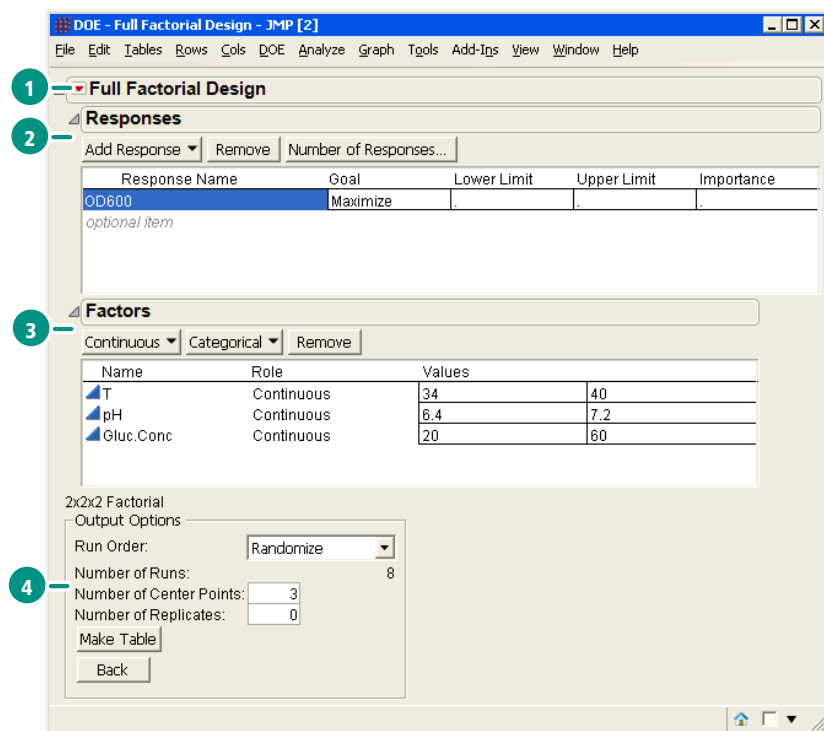 DOE - Full Factorial Design - JMP [2]
File Edit Tables Rows Cols DOE Analyze Graph Tools Add-Ins View Window Help
1 Full Factorial Design
Responses
2
Add Response Remove Number of Responses...
Response Name Goal Lower Limit Upper Limit Importance
OD600 Maximize . . .
optional item
Factors
3
Continuous Categorical Remove
Name Role Values
T Continuous 34 40
pH Continuous 6.4 7.2
Gluc.Conc Continuous 20 60
2x2x2 Factorial
Output Options
Run Order: Randomize
Number of Runs: 8
4
Number of Center Points: 3
Number of Replicates: 0
Make Table
Back